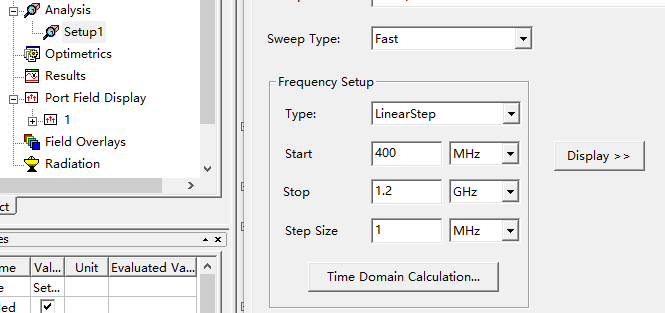 Analysis
Setup1
Optimetrics
Results
Port Field Display
1
Field Overlays
Radiation
ct
es
me Val... Unit Evaluated Va...
e Set...
led
Sweep Type: Fast
Frequency Setup
Type: LinearStep
Start 400 MHz
Stop 1.2 GHz
Step Size 1 MHz
Time Domain Calculation...
Display >>